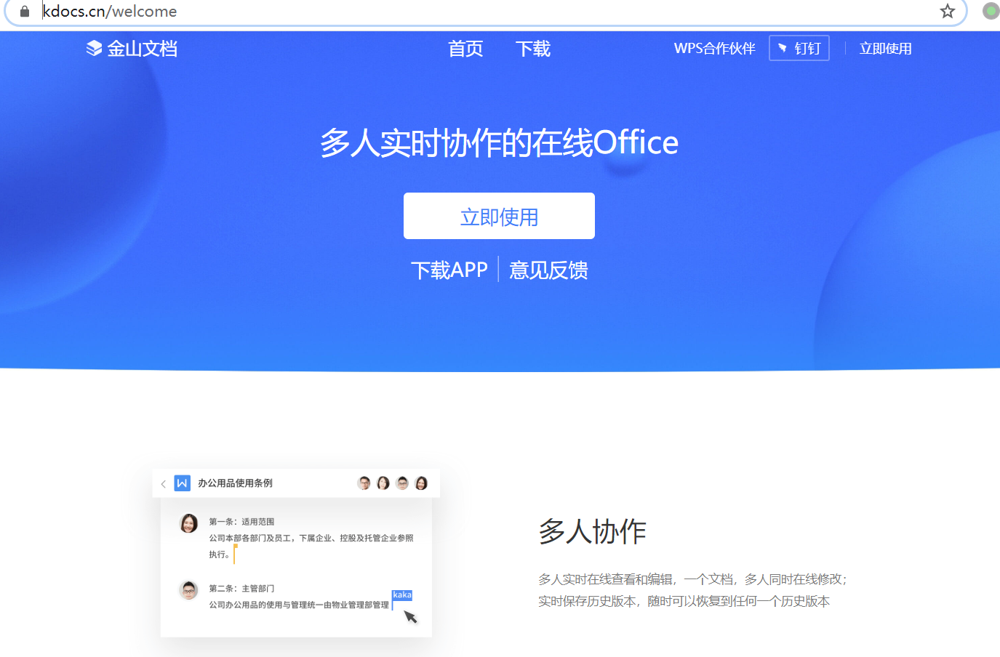 kdocs.cn/welcome
金山文档
首页
下载
WPS合作伙伴
钉钉
立即使用
多人实时协作的在线Office
立即使用
下载APP
意见反馈
办公用品使用条例
第一条：适用范围
公司本部各部门及员工，下属企业、控股及托管企业参照
执行。
第二条：主管部门
kaka
公司办公用品的使用与管理统一由物业管理部管理
多人协作
多人实时在线查看和编辑，一个文档，多人同时在线修改；
实时保存历史版本，随时可以恢复到任何一个历史版本